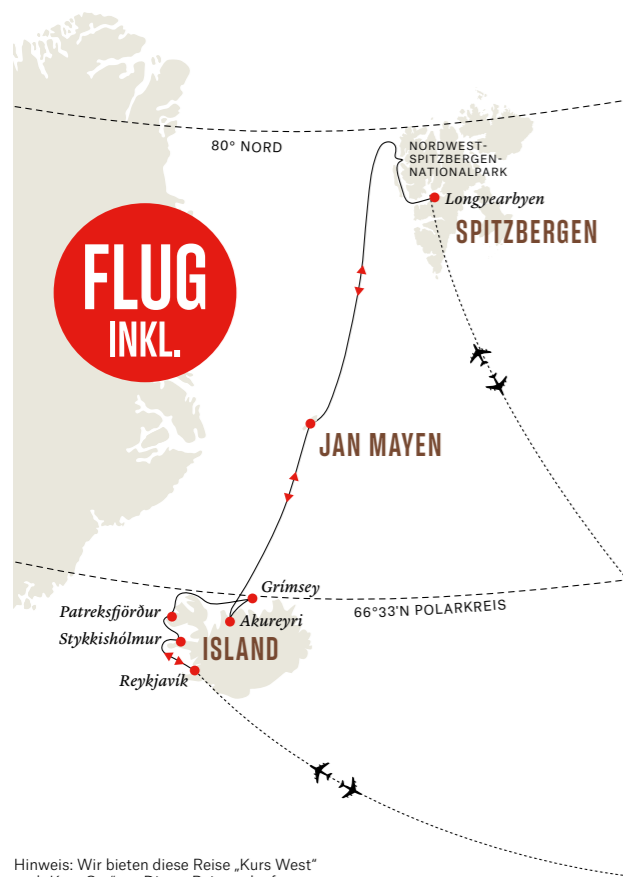 80° NORD
NORDWEST-
SPITZBERGEN-
NATIONALPARK
Longyearbyen
SPITZBERGEN
FLUG
INKL.
JAN MAYEN
Grímsey
66°33'N POLARKREIS
Patreksfjörður
Akureyri
Stykkishólmur
ISLAND
Reykjavík
Hinweis: Wir bieten diese Reise „Kurs West“